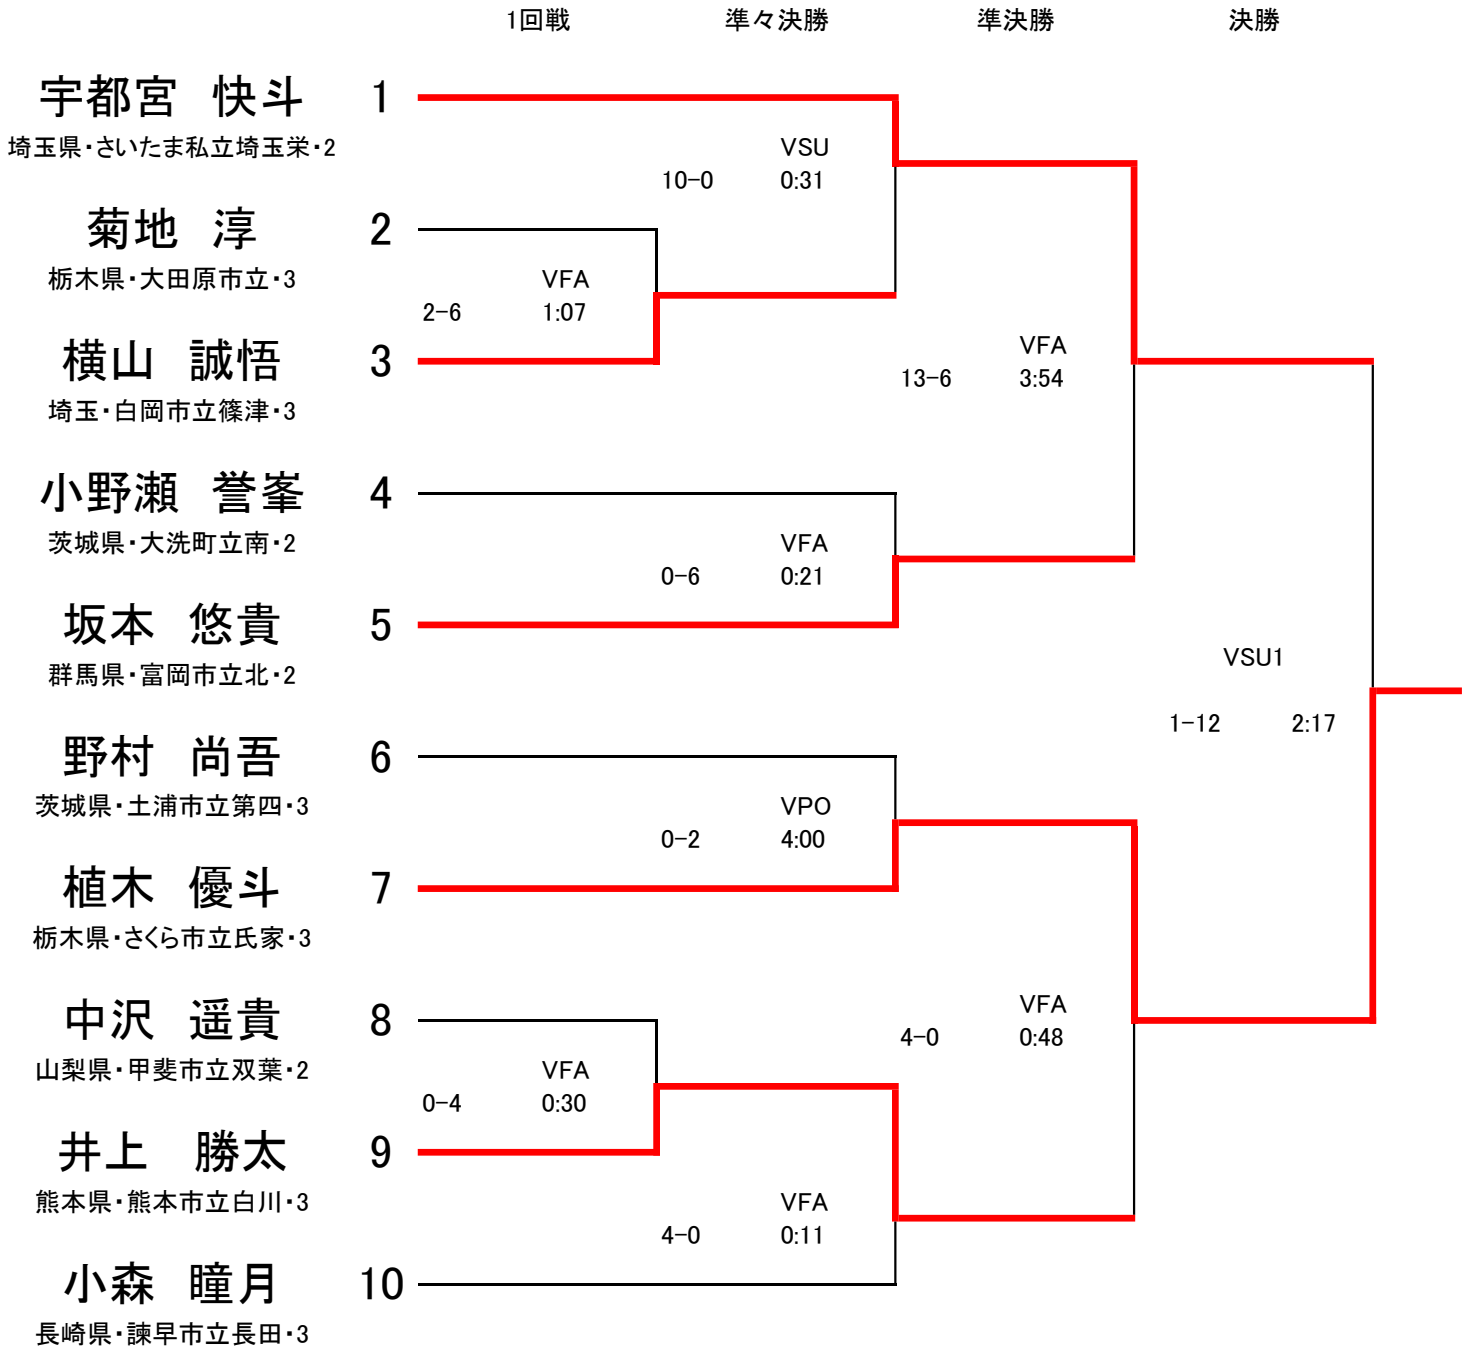 1回戦 準々決勝 準決勝 決勝
宇都宮 快斗 1
埼玉県・さいたま私立埼玉栄・2
VSU
10-0 0:31
菊地 淳 2
栃木県・大田原市立・3
VFA
2-6 1:07
横山 誠悟 3
埼玉・白岡市立篠津・3
VFA
13-6 3:54
小野瀬 誉峯 4
茨城県・大洗町立南・2
VFA
0-6 0:21
坂本 悠貴 5
群馬県・富岡市立北・2
VSU1
1-12 2:17
野村 尚吾 6
茨城県・土浦市立第四・3
VPO
0-2 4:00
植木 優斗 7
栃木県・さくら市立氏家・3
中沢 遥貴 8
山梨県・甲斐市立双葉・2
VFA
4-0 0:48
VFA
0-4 0:30
井上 勝太 9
熊本県・熊本市立白川・3
VFA
4-0 0:11
小森 瞳月 10
長崎県・諫早市立長田・3